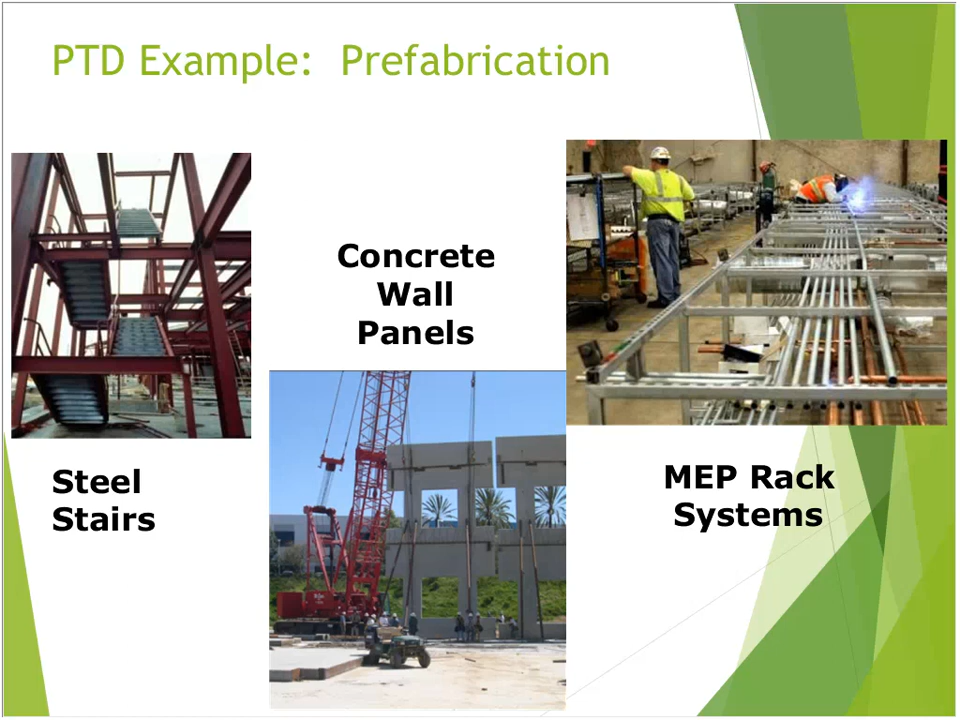 PTD Example: Prefabrication
Concrete
Wall
Panels
Steel
Stairs
MEP Rack
Systems